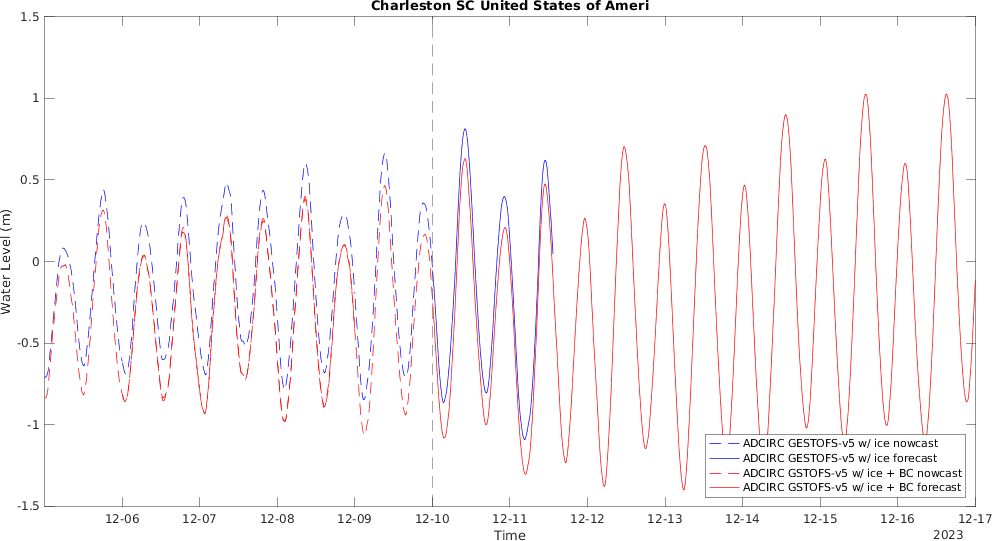 Charleston SC United States of Ameri
1.5
1
0.5
0
-0.5
-1
-1.5
Water Level (m)
ADCIRC GESTOFS-v5 w/ ice nowcast
ADCIRC GESTOFS-v5 w/ ice forecast
ADCIRC GSTOFS-v5 w/ ice + BC nowcast
ADCIRC GSTOFS-v5 w/ ice + BC forecast
12-06 12-07 12-08 12-09 12-10 12-11 12-12 12-13 12-14 12-15 12-16 12-17
Time
2023